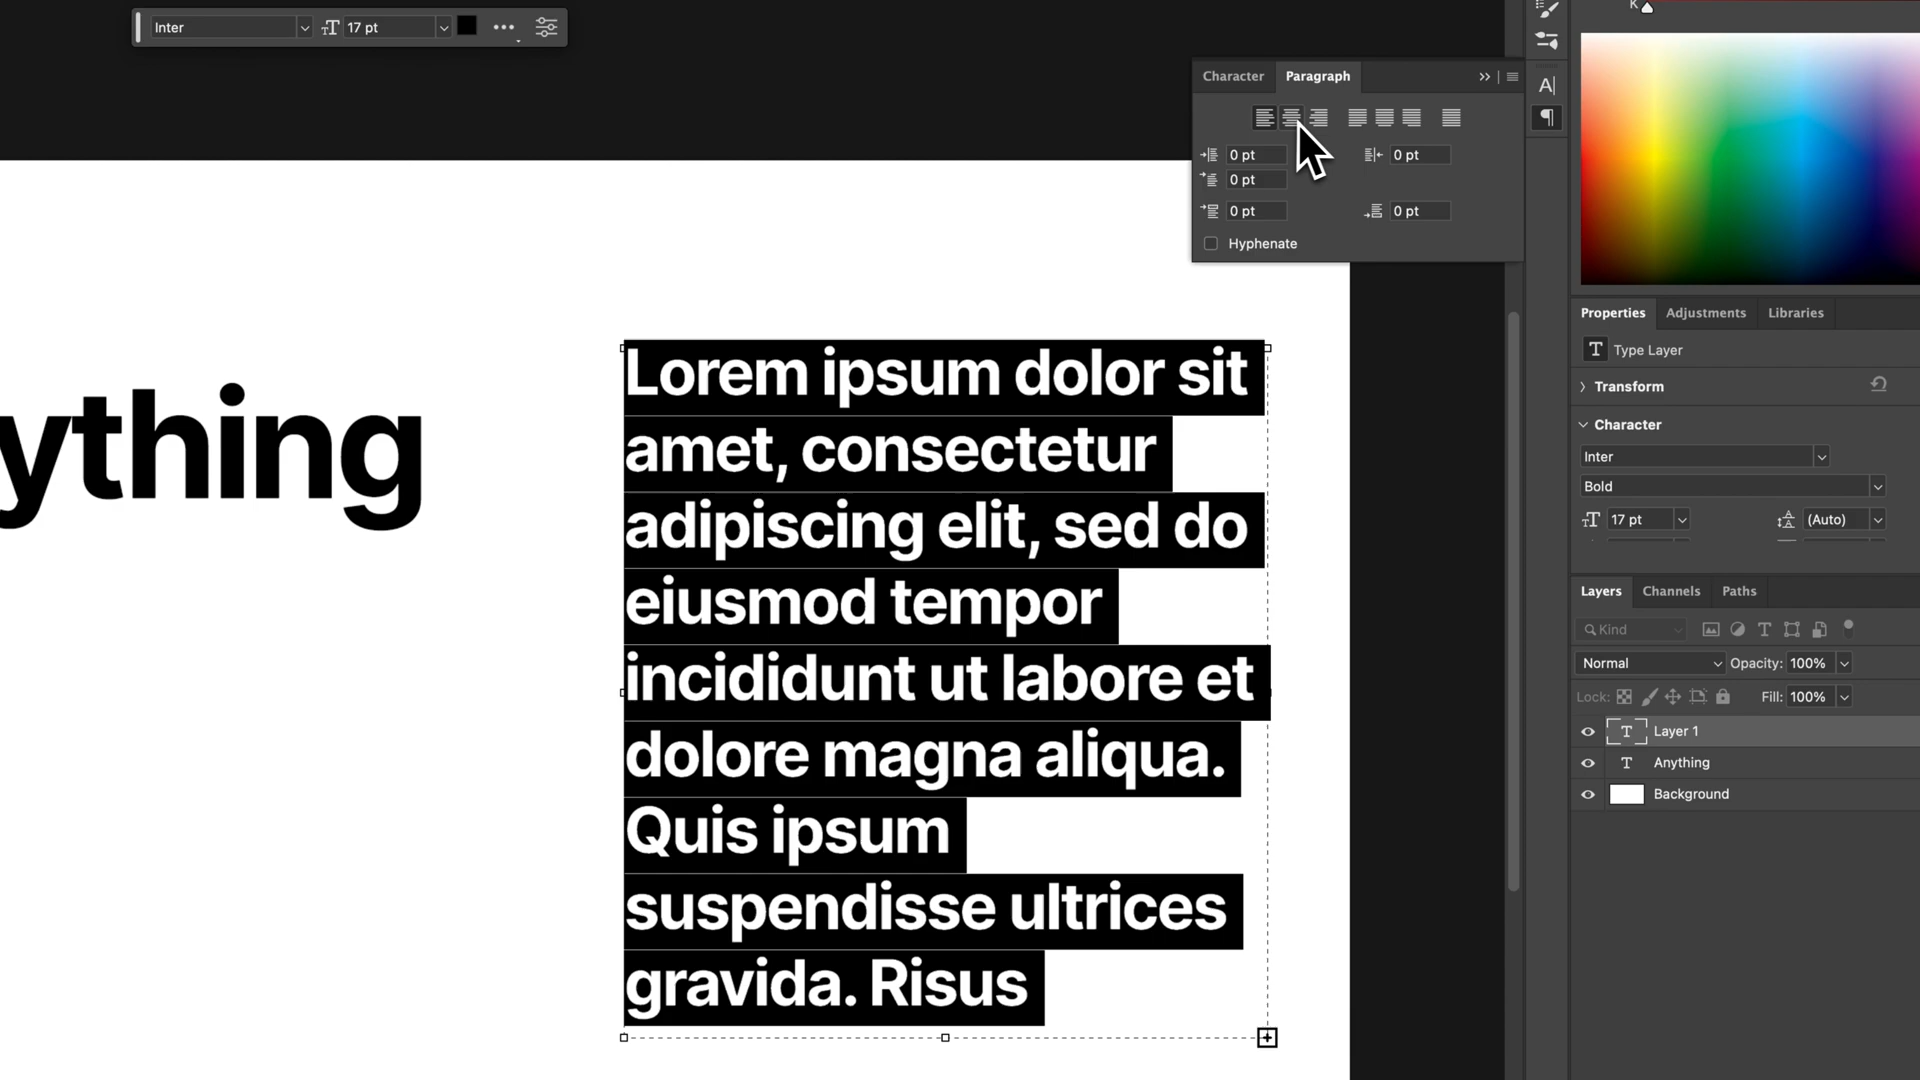 Inter
17 pt
K
Character
Paragraph
0 pt
0 pt
0 pt
0 pt
0 pt
Hyphenate
ything
Lorem ipsum dolor sit
amet, consectetur
adipiscing elit, sed do
eiusmod tempor
incididunt ut labore et
dolore magna aliqua.
Quis ipsum
suspendisse ultrices
gravida. Risus
Properties
Adjustments
Libraries
T Type Layer
Transform
Character
Inter
Bold
17 pt
(Auto)
Layers
Channels
Paths
Kind
Normal
Opacity: 100%
Lock:
Fill: 100%
T Layer 1
T Anything
Background